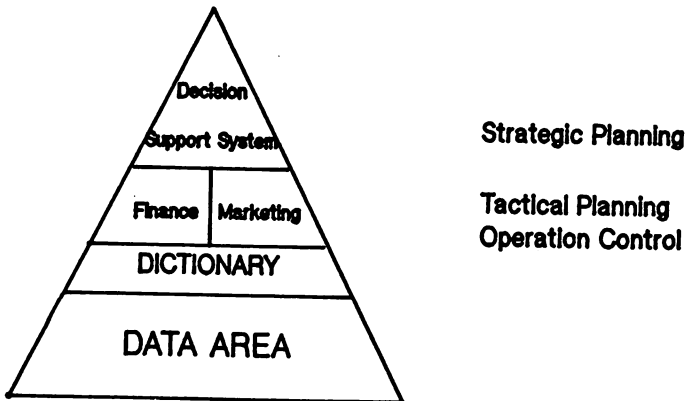 Decision
Support System
Strategic Planning
Finance Marketing
Tactical Planning
Operation Control
DICTIONARY
DATA AREA